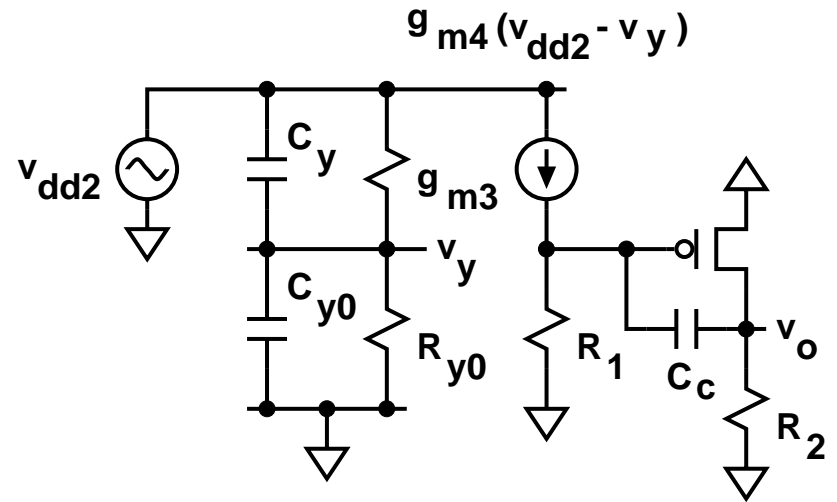 g m4 (v dd2 - v y )
C y
v dd2
g m3
v y
C y0
R y0
R 1
C c
v o
R 2